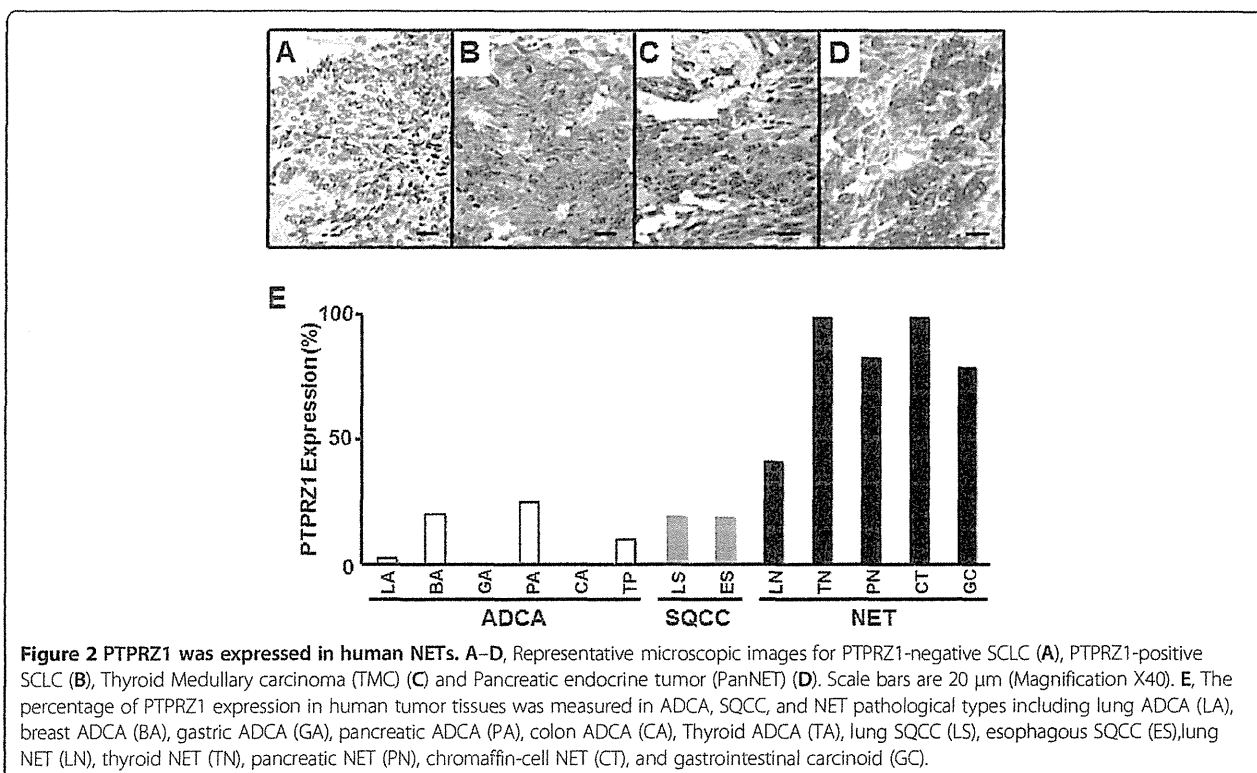 A B C D
E
100
50
0
PTPRZ1 Expression (%)
LA BA GA PA CA TP LS ES LN TN PN CT GC
ADCA SQCC NET
Figure 2 PTPRZ1 was expressed in human NETs. A–D, Representative microscopic images for PTPRZ1-negative SCLC (A), PTPRZ1-positive
SCLC (B), Thyroid Medullary carcinoma (TMC) (C) and Pancreatic endocrine tumor (PanNET) (D). Scale bars are 20 μm (Magnification X40). E, The
percentage of PTPRZ1 expression in human tumor tissues was measured in ADCA, SQCC, and NET pathological types including lung ADCA (LA),
breast ADCA (BA), gastric ADCA (GA), pancreatic ADCA (PA), colon ADCA (CA), Thyroid ADCA (TA), lung SQCC (LS), esophagous SQCC (ES),lung
NET (LN), thyroid NET (TN), pancreatic NET (PN), chromaffin-cell NET (CT), and gastrointestinal carcinoid (GC).